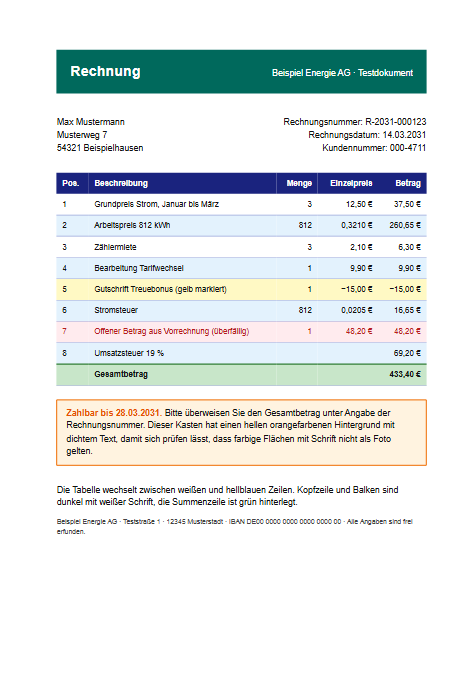 Rechnung
Beispiel Energie AG · Testdokument
Max Mustermann
Musterweg 7
54321 Beispielhausen
Rechnungsnummer: R-2031-000123
Rechnungsdatum: 14.03.2031
Kundennummer: 000-4711
Pos. Beschreibung Menge Einzelpreis Betrag
1 Grundpreis Strom, Januar bis März 3 12,50 € 37,50 €
2 Arbeitspreis 812 kWh 812 0,3210 € 260,65 €
3 Zählermiete 3 2,10 € 6,30 €
4 Bearbeitung Tarifwechsel 1 9,90 € 9,90 €
5 Gutschrift Treuebonus (gelb markiert) 1 −15,00 € −15,00 €
6 Stromsteuer 812 0,0205 € 16,65 €
7 Offener Betrag aus Vorrechnung (überfällig) 1 48,20 € 48,20 €
8 Umsatzsteuer 19 % 69,20 €
Gesamtbetrag 433,40 €
Zahlbar bis 28.03.2031. Bitte überweisen Sie den Gesamtbetrag unter Angabe der
Rechnungsnummer. Dieser Kasten hat einen hellen orangefarbenen Hintergrund mit
dichtem Text, damit sich prüfen lässt, dass farbige Flächen mit Schrift nicht als Foto
gelten.
Die Tabelle wechselt zwischen weißen und hellblauen Zeilen. Kopfzeile und Balken sind
dunkel mit weißer Schrift, die Summenzeile ist grün hinterlegt.
Beispiel Energie AG · Teststraße 1 · 12345 Musterstadt · IBAN DE00 0000 0000 0000 0000 00 · Alle Angaben sind frei
erfunden.